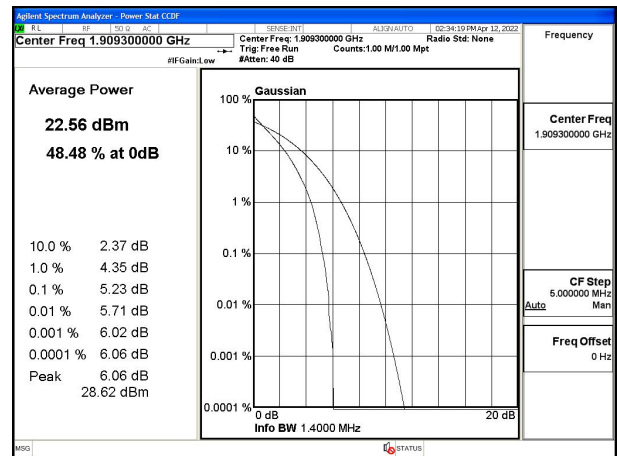 Agilent Spectrum Analyzer - Power Stat CCDF
RL RF 50 Ω AC SENSE:INT ALIGNAUTO 02:34:19 PM Apr 12, 2022
Center Freq 1.909300000 GHz
Center Freq: 1.909300000 GHz Radio Std: None
Trig: Free Run Counts:1.00 M/1.00 Mpt
#IFGain:Low #Atten: 40 dB
Frequency
Average Power
22.56 dBm
48.48 % at 0dB
10.0 % 2.37 dB
1.0 % 4.35 dB
0.1 % 5.23 dB
0.01 % 5.71 dB
0.001 % 6.02 dB
0.0001 % 6.06 dB
Peak 6.06 dB
28.62 dBm
Gaussian
100 %
10 %
1 %
0.1 %
0.01 %
0.001 %
0.0001 %
0 dB 20 dB
Info BW 1.4000 MHz
Center Freq
1.909300000 GHz
CF Step
5.000000 MHz
Auto Man
Freq Offset
0 Hz
MSG STATUS